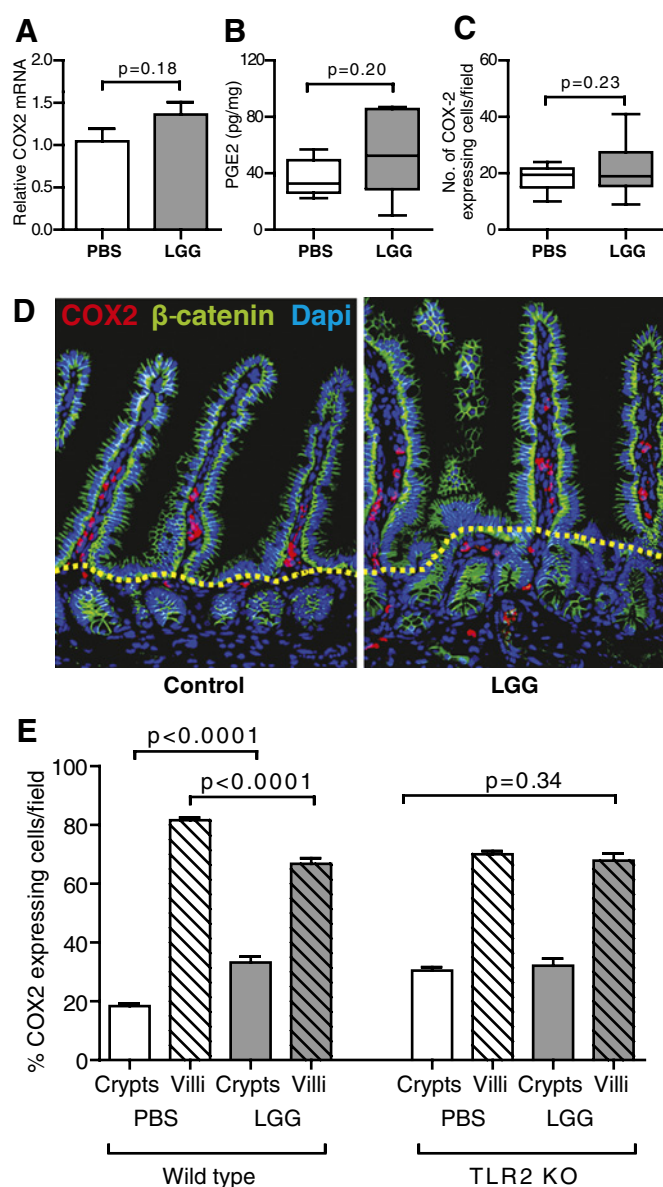 A
Relative COX2 mRNA
2.0
1.5
1.0
0.5
0.0
p=0.18
PBS
LGG
B
PGE2 (pg/mg)
120
80
40
0
p=0.20
PBS
LGG
C
No. of COX-2
expressing cells/field
60
40
20
0
p=0.23
PBS
LGG
D
COX2 β-catenin Dapi
Control
LGG
E
% COX2 expressing cells/field
100
80
60
40
20
0
p<0.0001
p<0.0001
p=0.34
Crypts Villi Crypts Villi Crypts Villi Crypts Villi
PBS LGG PBS LGG
Wild type TLR2 KO